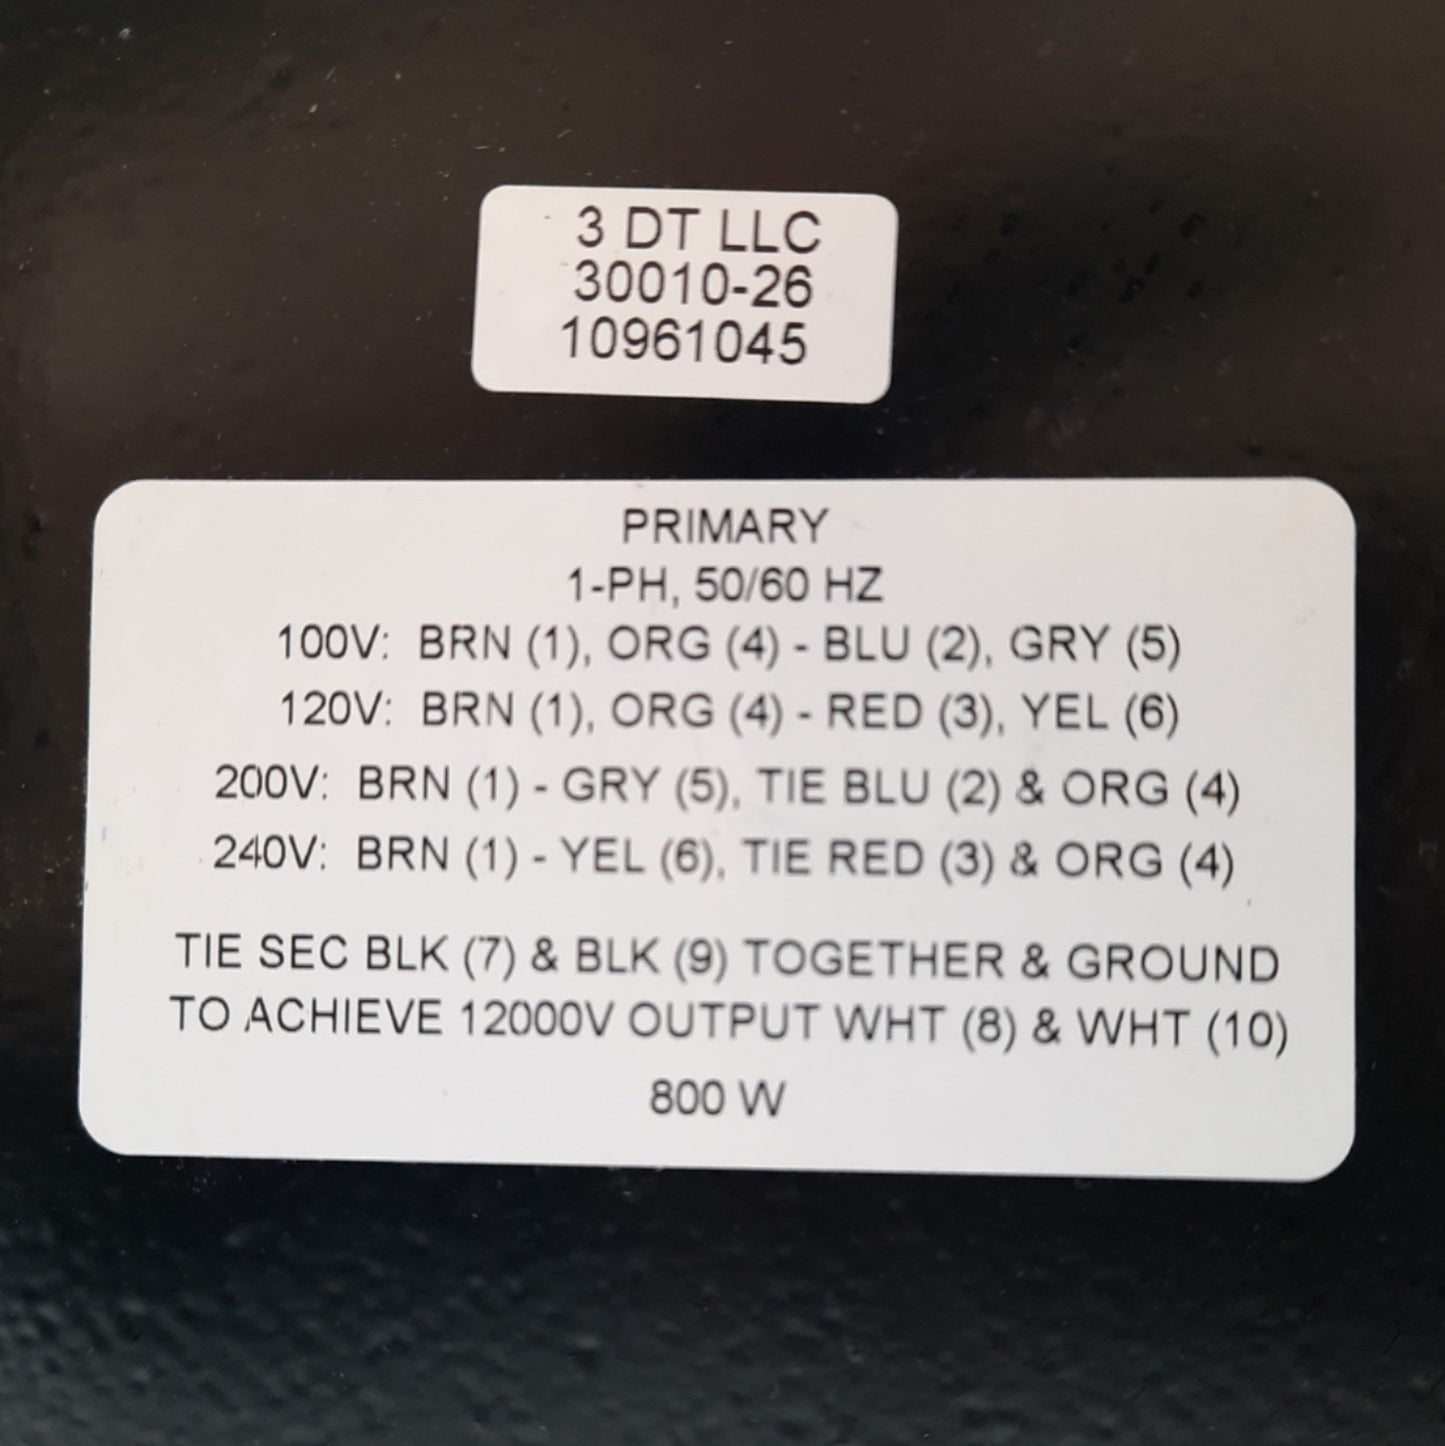 3 DT LLC
30010-26
10961045
PRIMARY
1-PH, 50/60 HZ
100V: BRN (1), ORG (4) - BLU (2), GRY (5)
120V: BRN (1), ORG (4) - RED (3), YEL (6)
200V: BRN (1) - GRY (5), TIE BLU (2) & ORG (4)
240V: BRN (1) - YEL (6), TIE RED (3) & ORG (4)
TIE SEC BLK (7) & BLK (9) TOGETHER & GROUND
TO ACHIEVE 12000V OUTPUT WHT (8) & WHT (10)
800 W